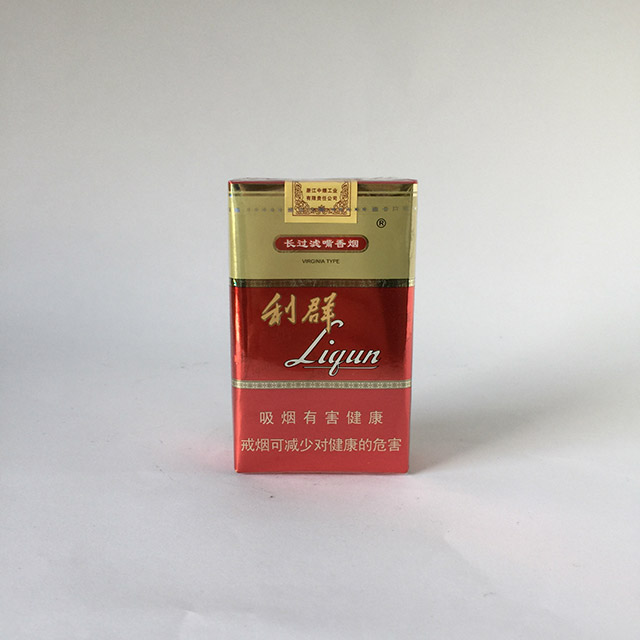 浙江中烟工业
有限责任公司
®
长过滤嘴香烟
VIRGINIA TYPE
利群
Liqun
吸烟有害健康
戒烟可减少对健康的危害